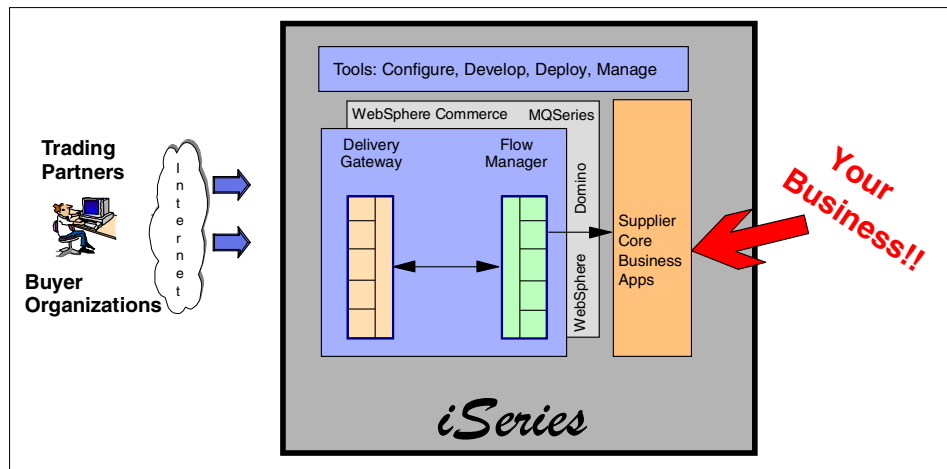 Tools: Configure, Develop, Deploy, Manage
WebSphere Commerce
MQSeries
Delivery
Gateway
Flow
Manager
Domino
WebSphere
Supplier
Core
Business
Apps
Trading
Partners
Internet
Buyer
Organizations
Your
Business!!
iSeries